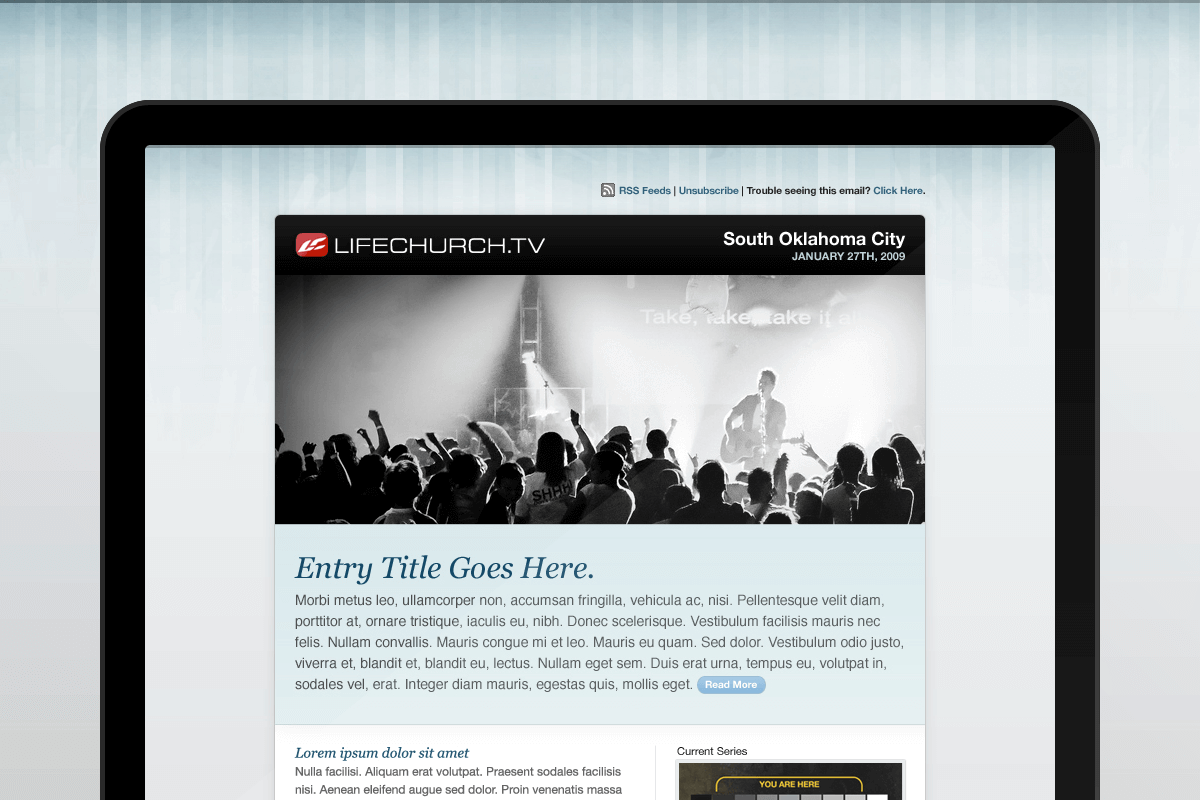 RSS Feeds | Unsubscribe | Trouble seeing this email? Click Here.
LIFECHURCH.TV
South Oklahoma City
JANUARY 27TH, 2009
Take, take, take it all
SHHH
Entry Title Goes Here.
Morbi metus leo, ullamcorper non, accumsan fringilla, vehicula ac, nisi. Pellentesque velit diam,
porttitor at, ornare tristique, iaculis eu, nibh. Donec scelerisque. Vestibulum facilisis mauris nec
felis. Nullam convallis. Mauris congue mi et leo. Mauris eu quam. Sed dolor. Vestibulum odio justo,
viverra et, blandit et, blandit eu, lectus. Nullam eget sem. Duis erat urna, tempus eu, volutpat in,
sodales vel, erat. Integer diam mauris, egestas quis, mollis eget. Read More
Lorem ipsum dolor sit amet
Nulla facilisi. Aliquam erat volutpat. Praesent sodales facilisis
nisi. Aenean eleifend augue sed dolor. Proin venenatis massa
Current Series
YOU ARE HERE